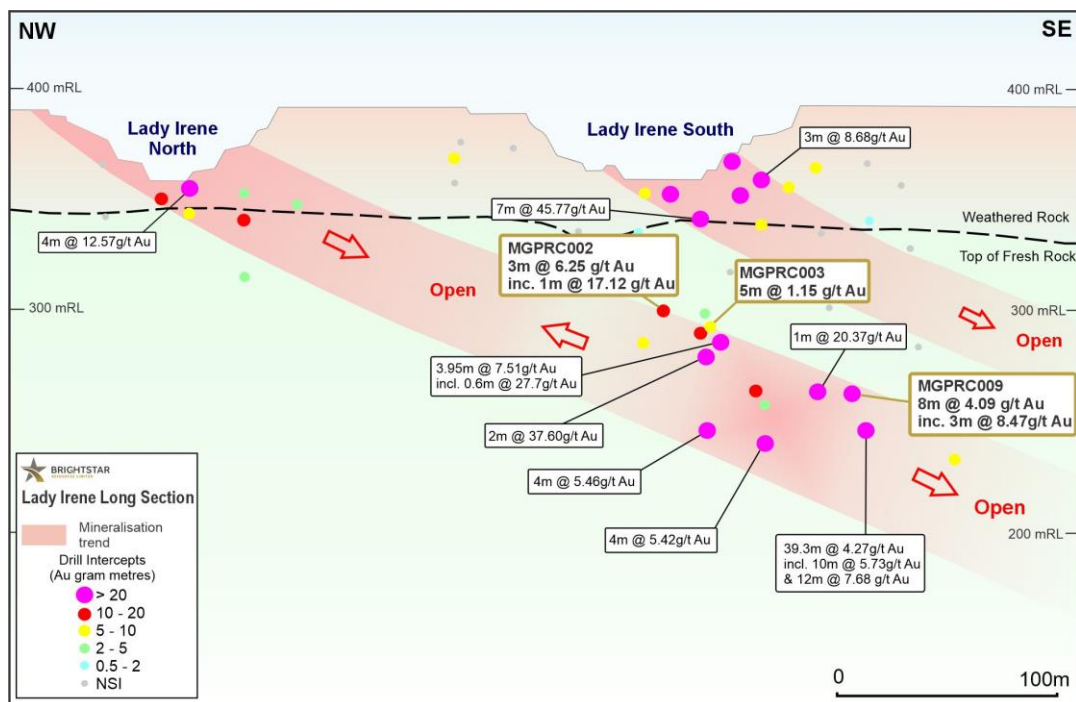 NW
SE
400 mRL
400 mRL
Lady Irene
North
Lady Irene South
3m @ 8.68g/t Au
4m @ 12.57g/t Au
7m @ 45.77g/t Au
Weathered Rock
Top of Fresh Rock
MGPRC002
3m @ 6.25 g/t Au
inc. 1m @ 17.12 g/t Au
MGPRC003
5m @ 1.15 g/t Au
Open
300 mRL
300 mRL
Open
1m @ 20.37g/t Au
3.95m @ 7.51g/t Au
incl. 0.6m @ 27.7g/t Au
MGPRC009
8m @ 4.09 g/t Au
inc. 3m @ 8.47g/t Au
2m @ 37.60g/t Au
4m @ 5.46g/t Au
Open
4m @ 5.42g/t Au
39.3m @ 4.27g/t Au
incl. 10m @ 5.73g/t Au
& 12m @ 7.68 g/t Au
200 mRL
BRIGHTSTAR
RESOURCES LIMITED
Lady Irene Long Section
Mineralisation
trend
Drill Intercepts
(Au gram metres)
> 20
10 - 20
5 - 10
2 - 5
0.5 - 2
NSI
0
100m